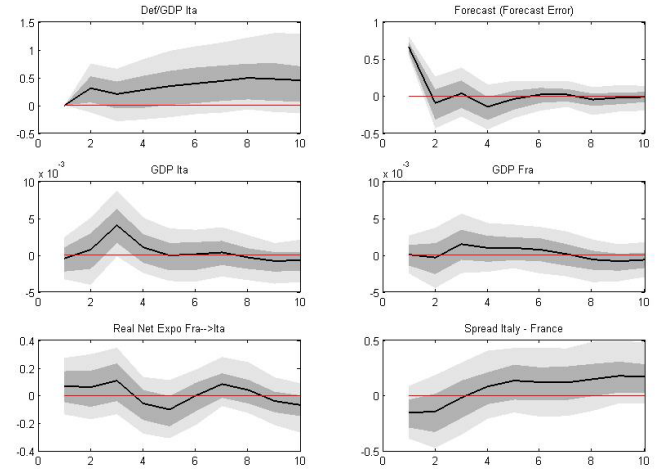 Def/GDP Ita
1.5
1
0.5
0
-0.5
0 2 4 6 8 10
Forecast (Forecast Error)
1
0.5
0
-0.5
0 2 4 6 8 10
x 10⁻³
GDP Ita
10
5
0
-5
0 2 4 6 8 10
x 10⁻³
GDP Fra
10
5
0
-5
0 2 4 6 8 10
Real Net Expo Fra-->Ita
0.4
0.2
0
-0.2
-0.4
0 2 4 6 8 10
Spread Italy - France
0.5
0
-0.5
0 2 4 6 8 10